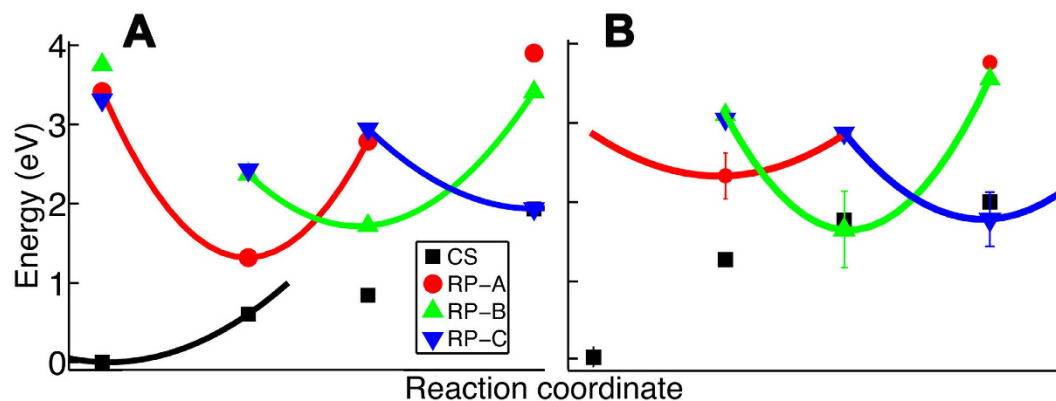 A
B
Energy (eV)
4
3
2
1
0
CS
RP-A
RP-B
RP-C
Reaction coordinate